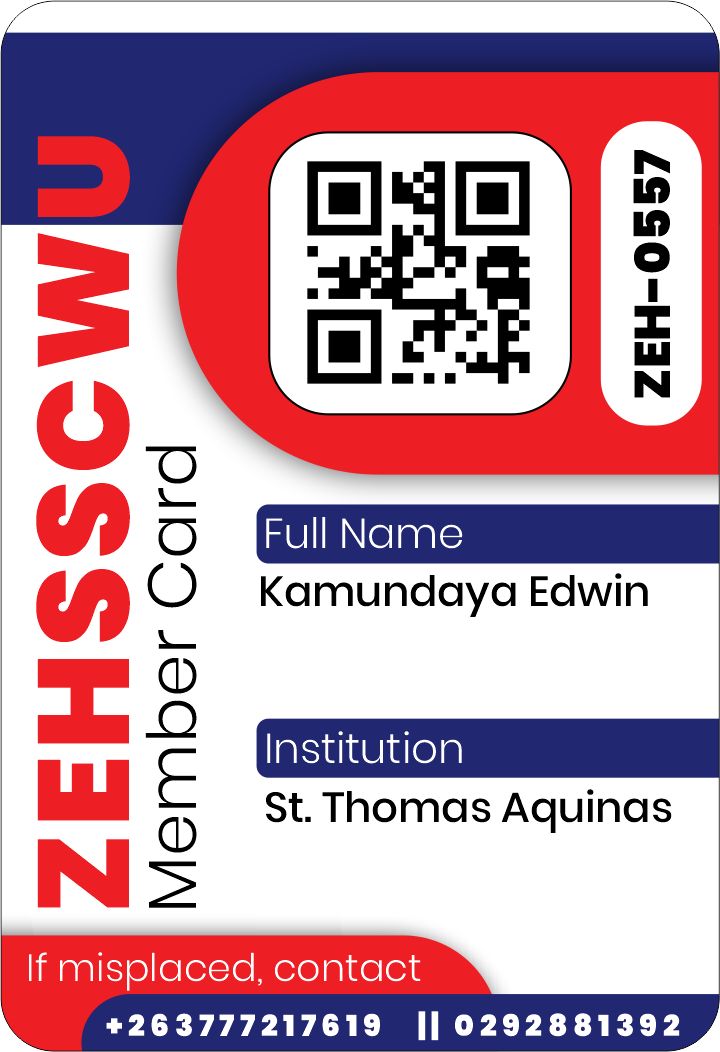 ZEHSSCWU
Member Card
ZEH-0557
Full Name
Kamundaya Edwin
Institution
St. Thomas Aquinas
If misplaced, contact
+263777217619 || 0292881392